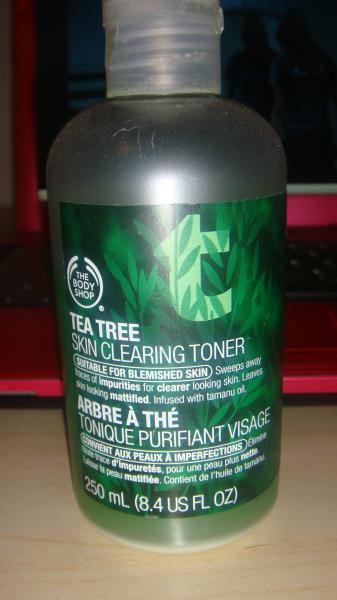 t
THE
BODY
SHOP
®
TEA TREE
SKIN CLEARING TONER
SUITABLE FOR BLEMISHED SKIN Sweeps away
traces of impurities for clearer looking skin. Leaves
skin looking mattified. Infused with tamanu oil.
ARBRE À THÉ
TONIQUE PURIFIANT VISAGE
CONVIENT AUX PEAUX À IMPERFECTIONS Élimine
toute trace d'impuretés, pour une peau plus nette.
Laisse la peau matifiée. Contient de l'huile de tamanu.
250 mL (8.4 US FL OZ)